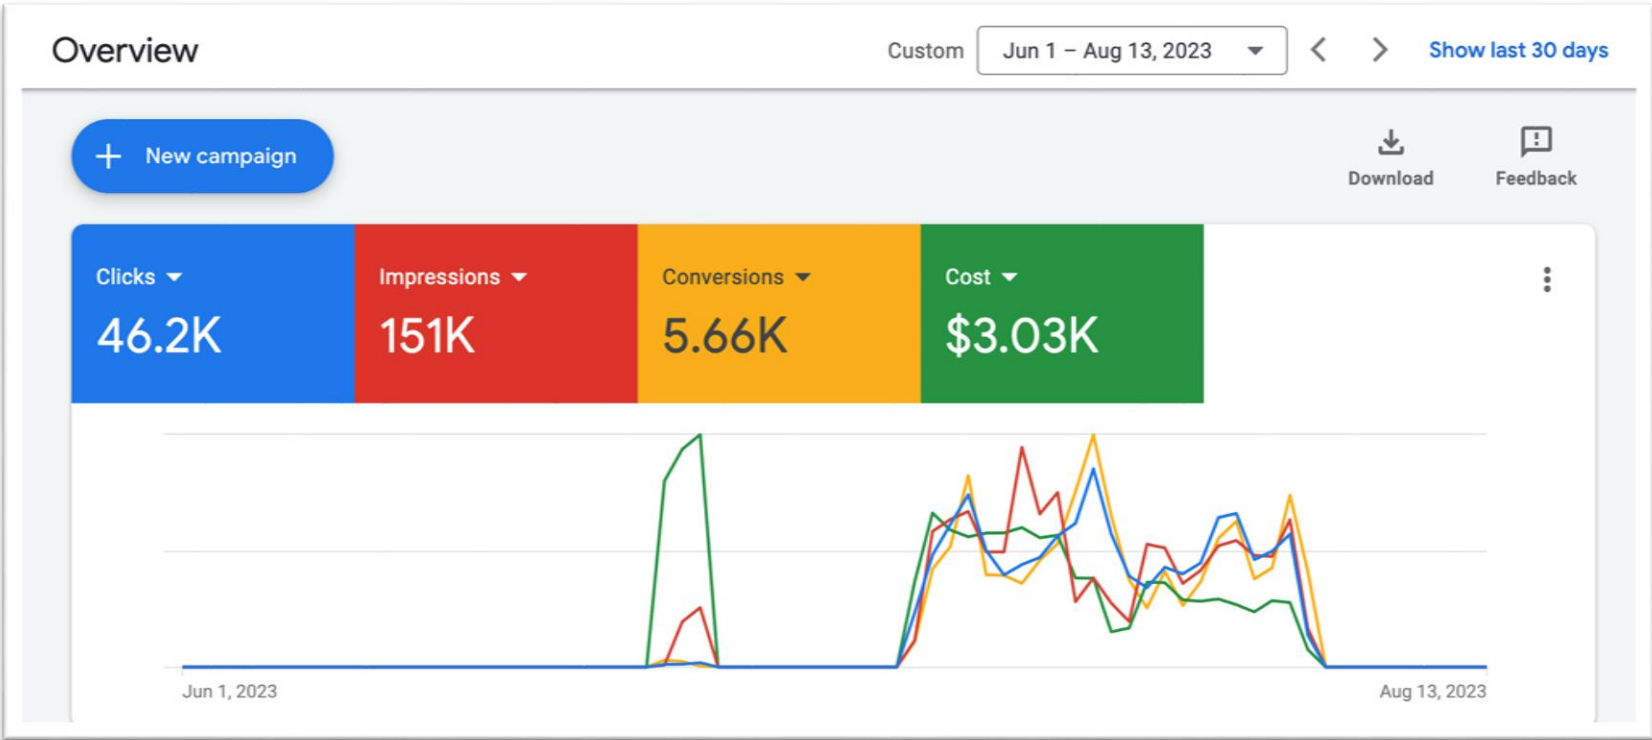 Overview
Custom
Jun 1 – Aug 13, 2023
Show last 30 days
New campaign
Download
Feedback
Clicks
Impressions
Conversions
Cost
46.2K
151K
5.66K
$3.03K
Jun 1, 2023
Aug 13, 2023